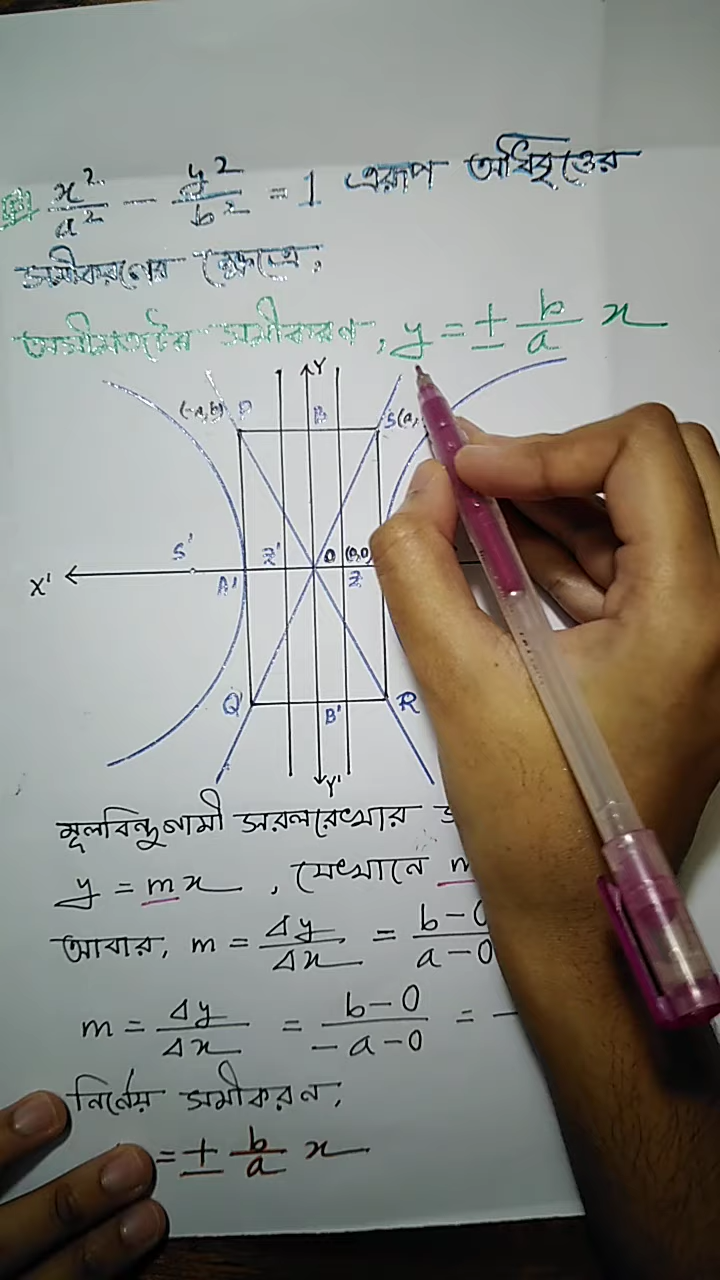 x²/a² - y²/b² = 1 এরূপ অধিবৃত্তের
সমীকরণের ক্ষেত্রে,
অসীমতটের সমীকরণ, y = ± b/a x
Y
(-a, b) P B S(a,
S' Z' O (0,0)
X' A' Z
Q B' R
Y'
মূলবিন্দুগামী সরলরেখার
y = mx , যেখানে m
আবার, m = Δy/Δx = b-0/a-0
m = Δy/Δx = b-0/-a-0 = -
নির্নেয় সমীকরণ,
= ± b/a x